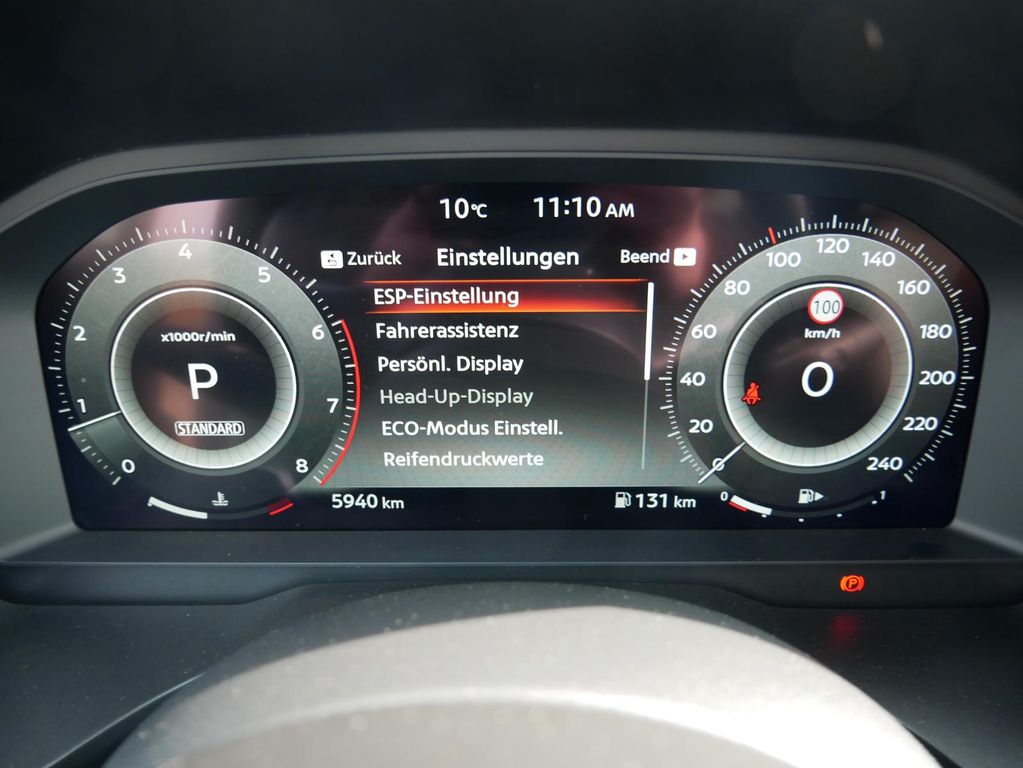 10°C 11:10 AM
Zurück Einstellungen Beend
ESP-Einstellung
Fahrerassistenz
Persönl. Display
Head-Up-Display
ECO-Modus Einstell.
Reifendruckwerte
5940 km
131 km
0 1 2 3 4 5 6 7 8
x1000r/min
P
STANDARD
0 20 40 60 80 100 120 140 160 180 200 220 240
100
km/h
0
0 1
P